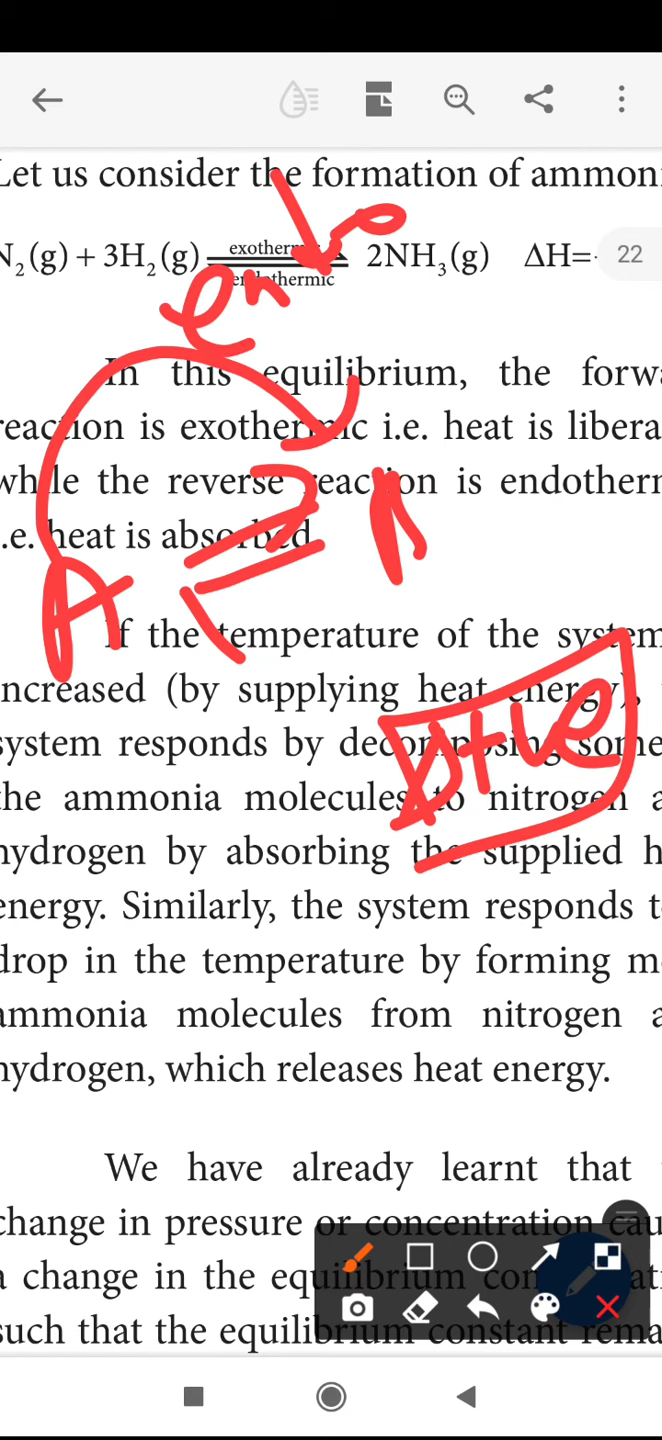 Let us consider the formation of ammon
N₂(g) + 3H₂(g) exotherm 2NH₃(g) ΔH=- 22
endothermic
In this equilibrium, the forw
reaction is exothermic i.e. heat is libera
while the reverse reaction is endotherm
i.e. heat is absorbed
If the temperature of the system
increased (by supplying heat energy),
system responds by decomposing some
the ammonia molecules to nitrogen a
hydrogen by absorbing the supplied h
energy. Similarly, the system responds t
drop in the temperature by forming m
ammonia molecules from nitrogen a
hydrogen, which releases heat energy.
We have already learnt that
change in pressure or concentration cau
a change in the equilibrium con ati
such that the equilibrium constant rema
A
+ve